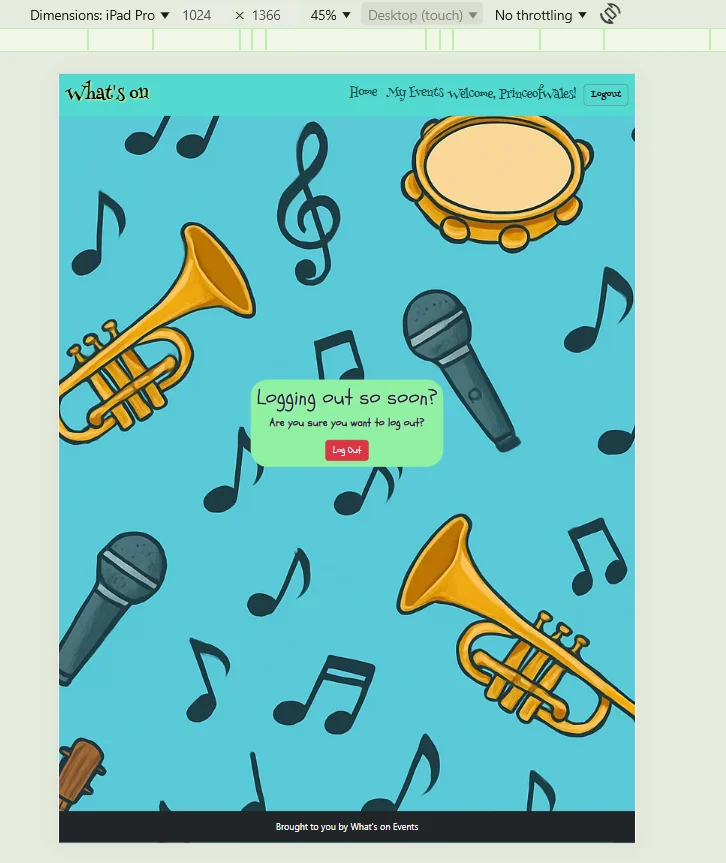 Dimensions: iPad Pro ▼ 1024 × 1366 45% ▼ Desktop (touch) ▼ No throttling ▼
What's on Home My Events Welcome, PrinceofWales! Logout
Logging out so soon?
Are you sure you want to log out?
Log Out
Brought to you by What's on Events